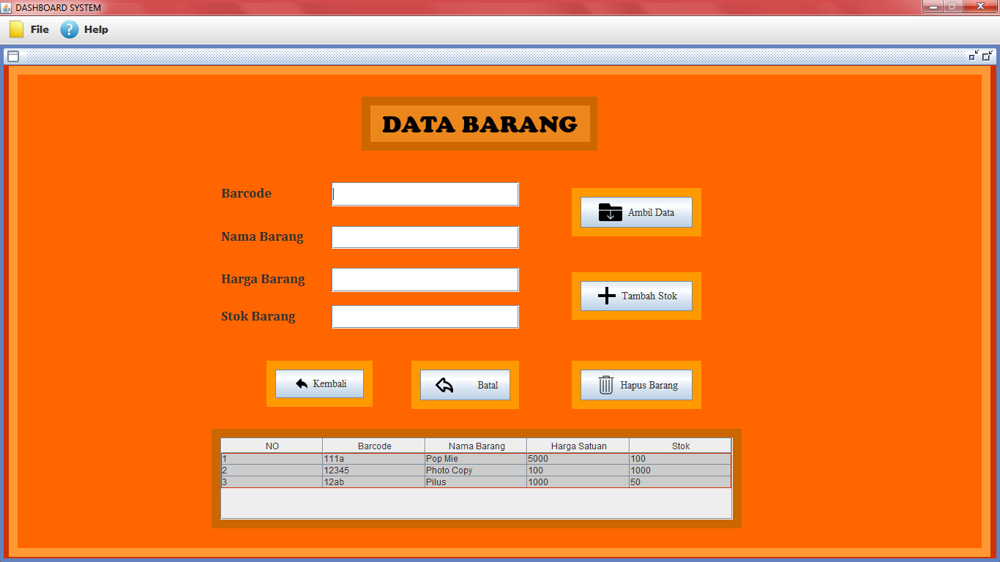 DASHBOARD SYSTEM
File Help
DATA BARANG
Barcode
Ambil Data
Nama Barang
Harga Barang
Tambah Stok
Stok Barang
Kembali Batal Hapus Barang
NO Barcode Nama Barang Harga Satuan Stok
1 111a Pop Mie 5000 100
2 12345 Photo Copy 100 1000
3 12ab Pilus 1000 50